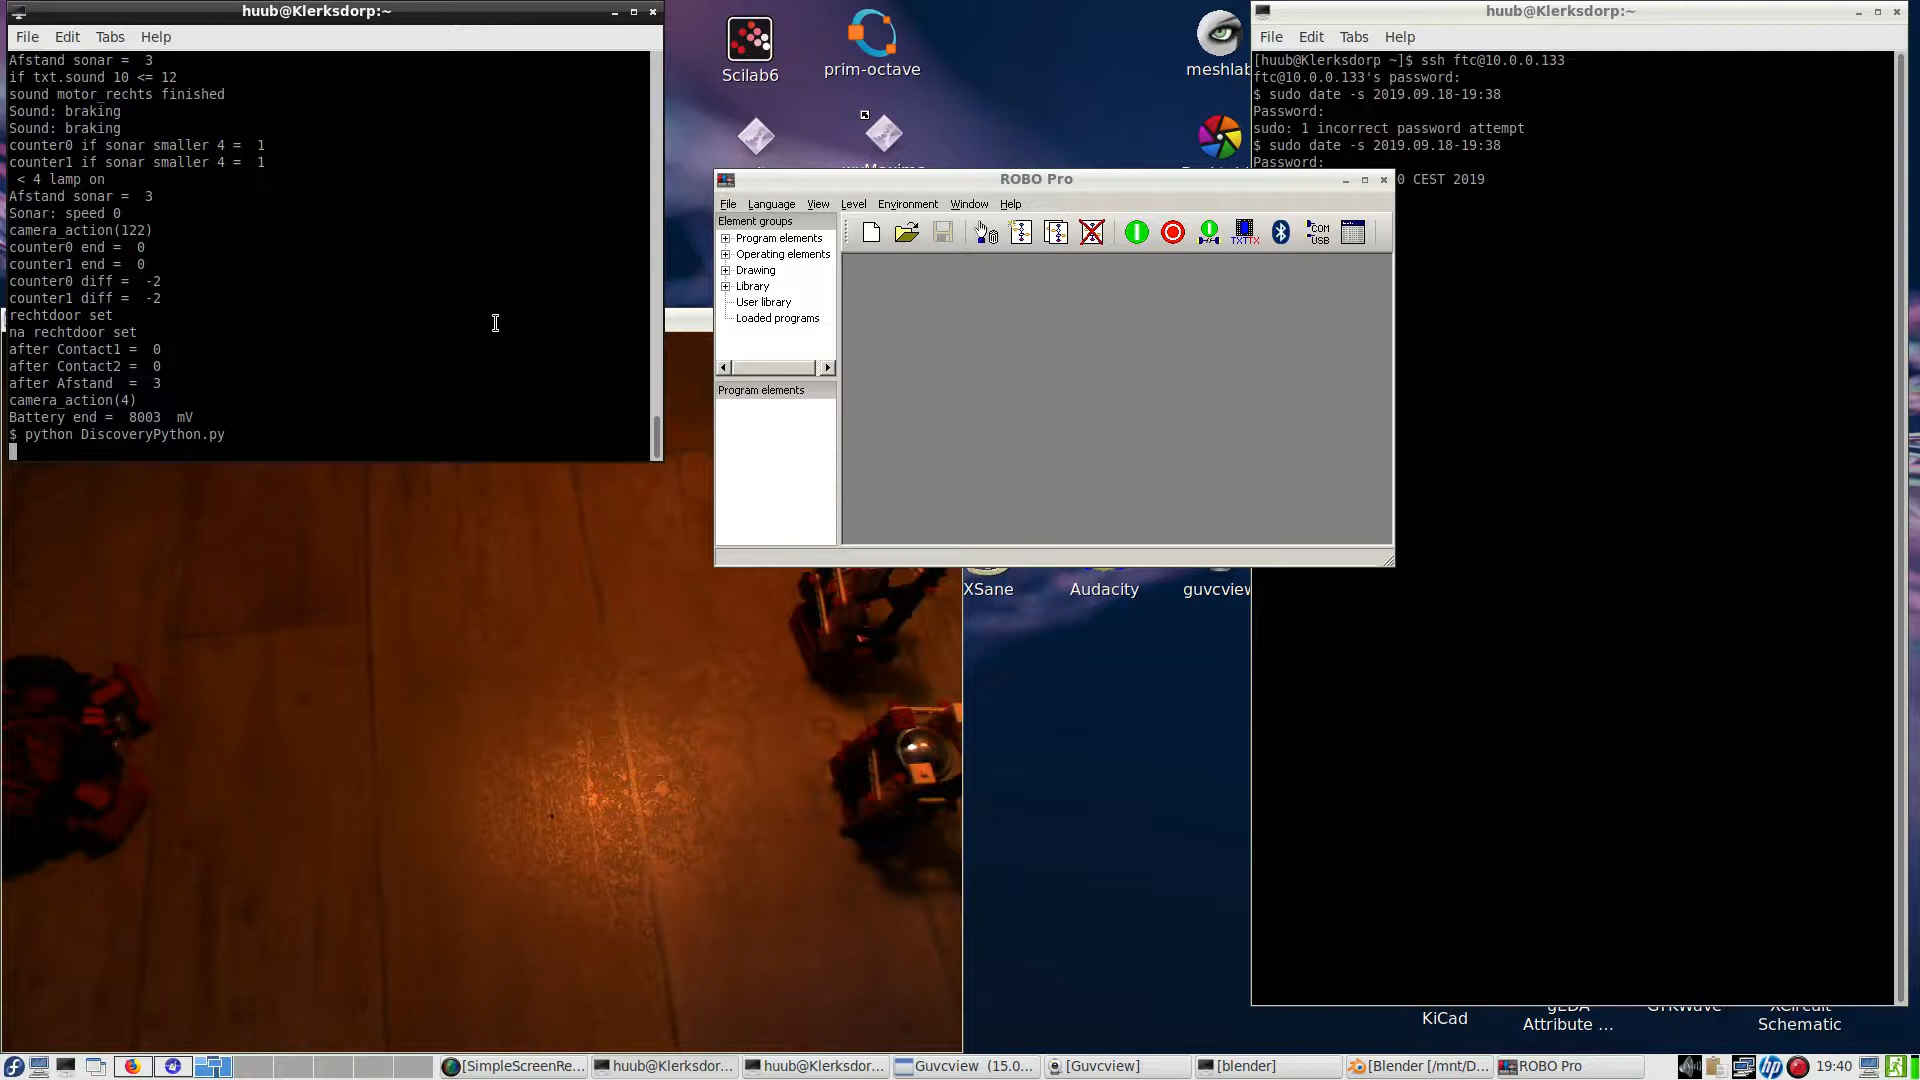 huub@Klerksdorp:~
File Edit Tabs Help
Afstand sonar =  3
if txt.sound 10 <= 12
sound motor_rechts finished
Sound: braking
Sound: braking
counter0 if sonar smaller 4 =  1
counter1 if sonar smaller 4 =  1
 < 4 lamp on
Afstand sonar =  3
Sonar: speed 0
camera_action(122)
counter0 end =  0
counter1 end =  0
counter0 diff =  -2
counter1 diff =  -2
rechtdoor set
na rechtdoor set
after Contact1 =  0
after Contact2 =  0
after Afstand  =  3
camera_action(4)
Battery end =  8003  mV
$ python DiscoveryPython.py
Scilab6
prim-octave
meshlab
ROBO Pro
File Language View Level Environment Window Help
Element groups
Program elements
Operating elements
Drawing
Library
User library
Loaded programs
Program elements
TXTTX
COM
USB
XSane
Audacity
guvcview
huub@Klerksdorp:~
File Edit Tabs Help
[huub@Klerksdorp ~]$ ssh ftc@10.0.0.133
ftc@10.0.0.133's password:
$ sudo date -s 2019.09.18-19:38
Password:
sudo: 1 incorrect password attempt
$ sudo date -s 2019.09.18-19:38
Password:
0 CEST 2019
KiCad
gEDA
Attribute ...
GTKWave
XCircuit
Schematic
[SimpleScreenRe...
huub@Klerksdor...
huub@Klerksdor...
Guvcview (15.0...
[Guvcview]
[blender]
[Blender [/mnt/D...
ROBO Pro
19:40